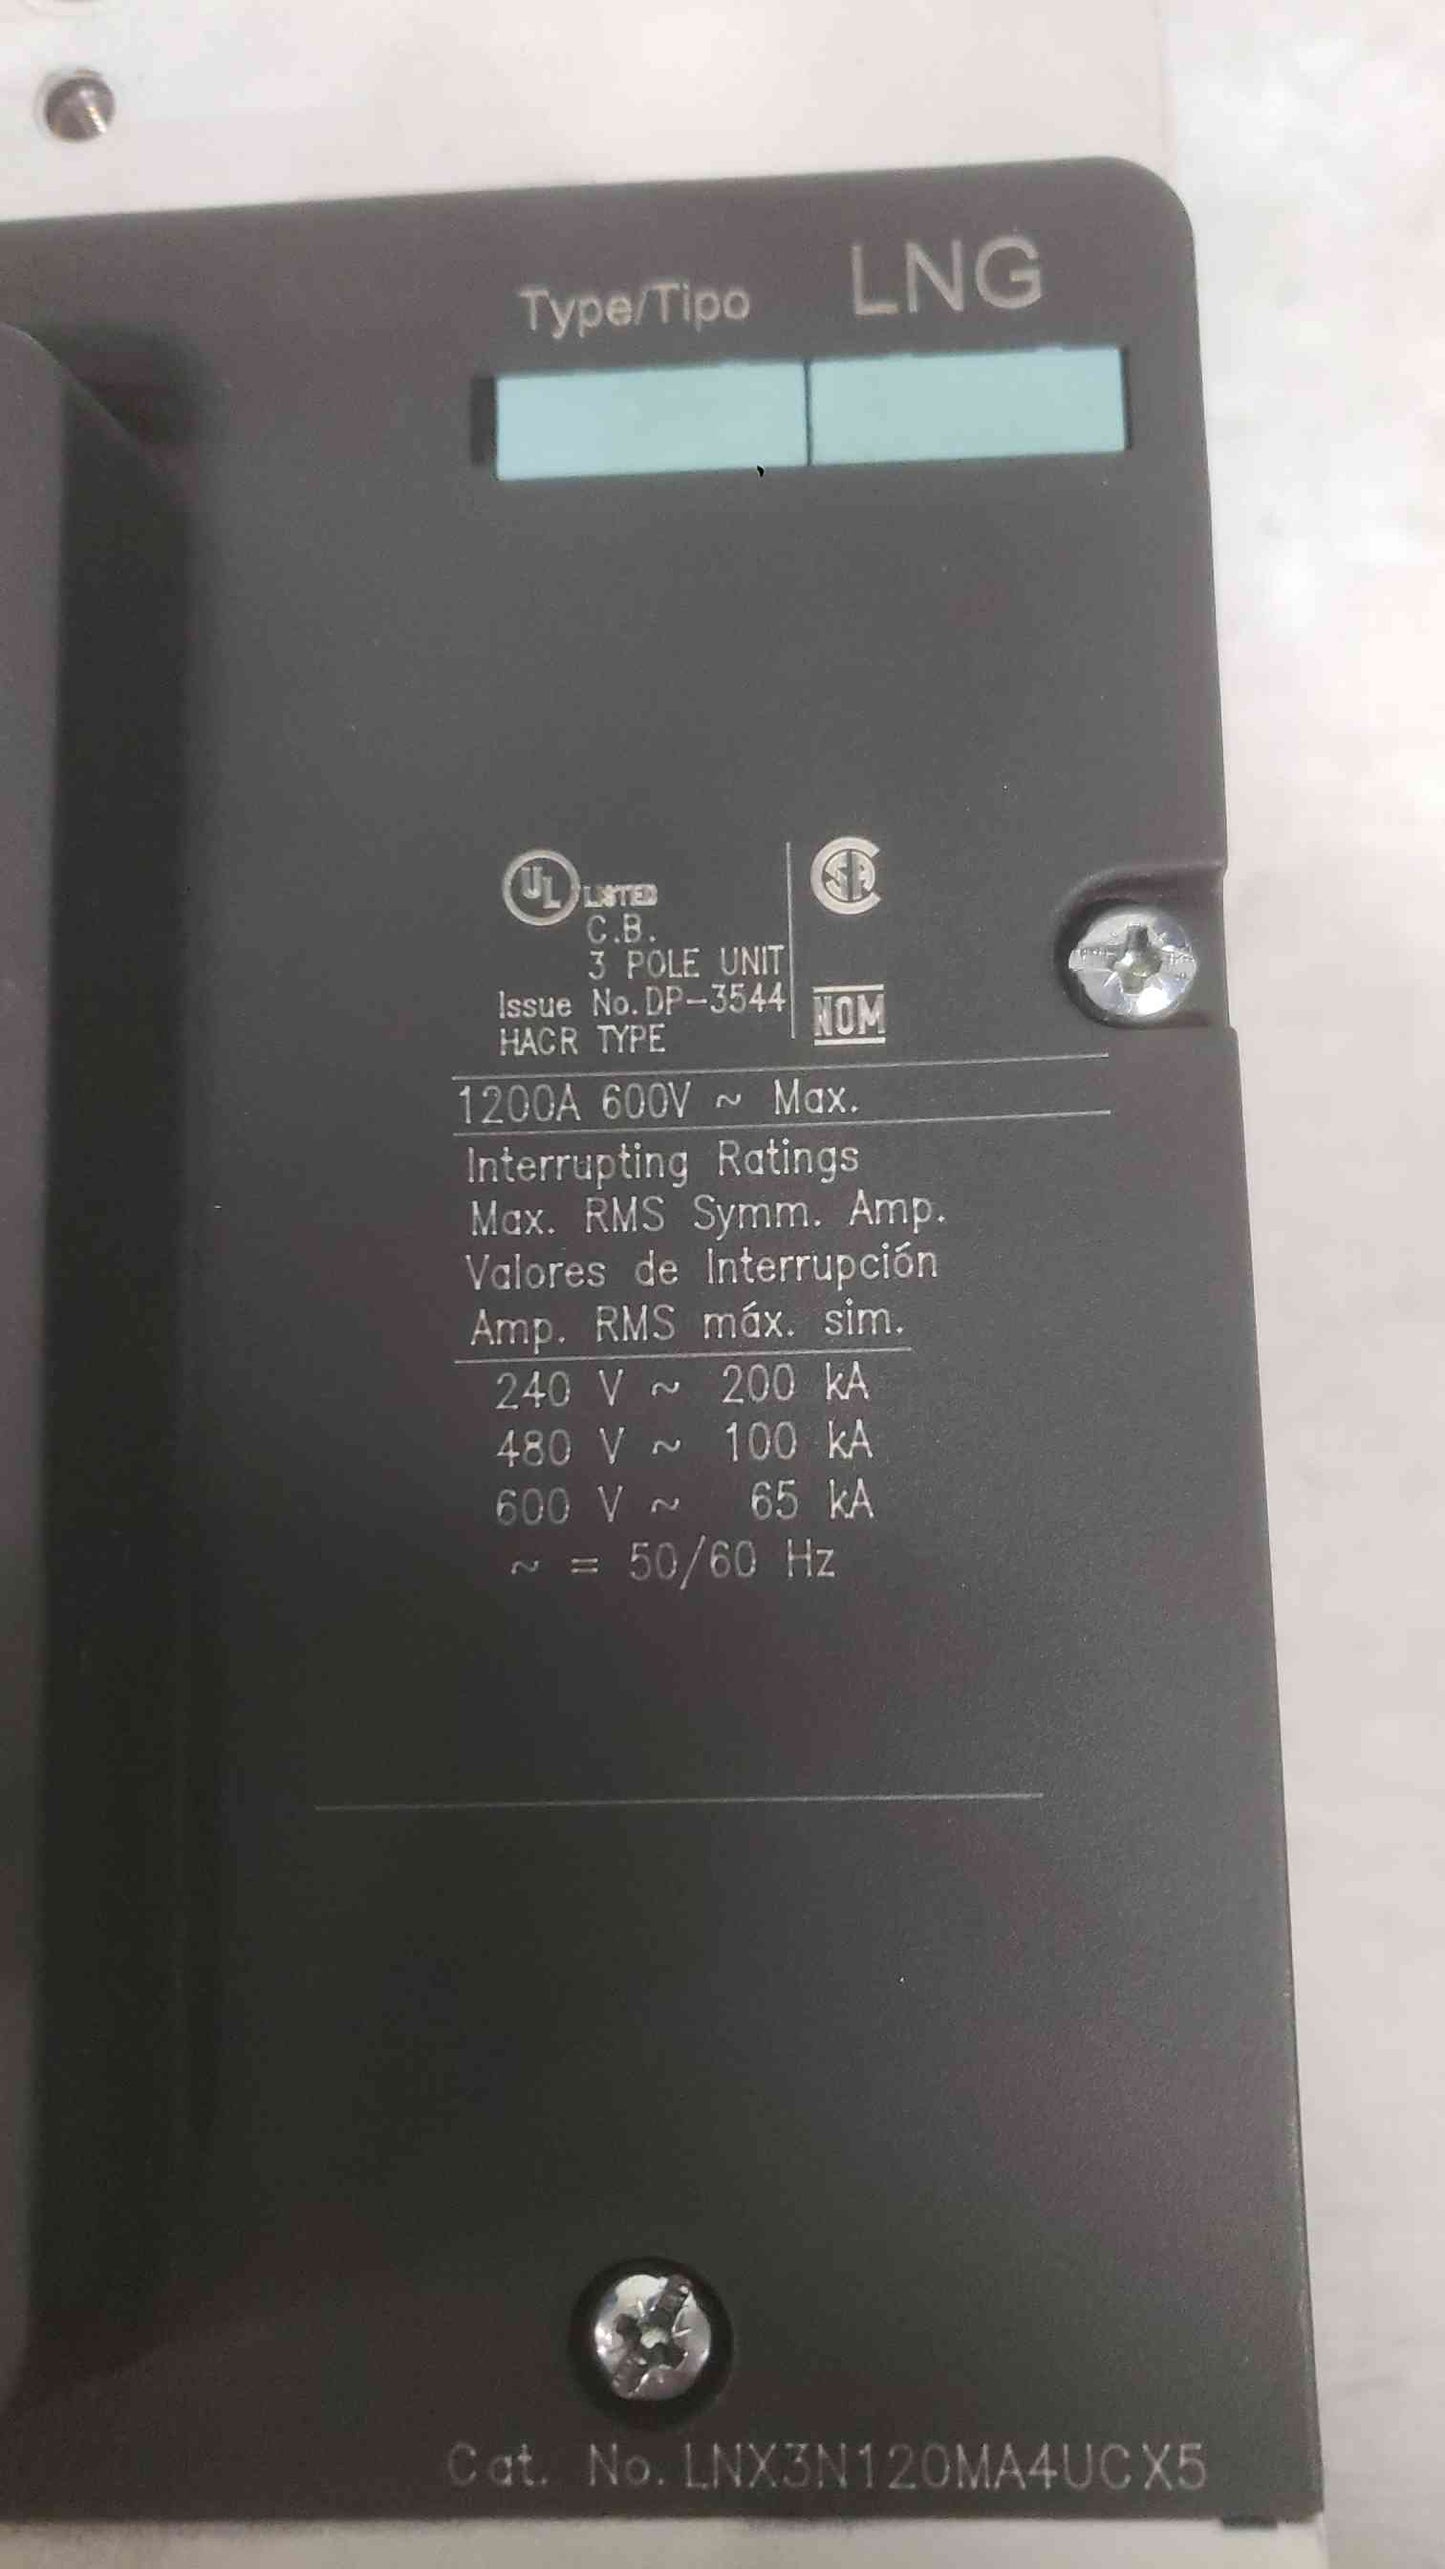 Type/Tipo LNG
UL LISTED
C.B.
3 POLE UNIT
Issue No. DP-3544
HACR TYPE
SA
NOM
1200A 600V ~ Max.
Interrupting Ratings
Max. RMS Symm. Amp.
Valores de Interrupción
Amp. RMS máx. sim.
240 V ~ 200 kA
480 V ~ 100 kA
600 V ~ 65 kA
~ = 50/60 Hz
Cat. No. LNX3N120MA4UCX5